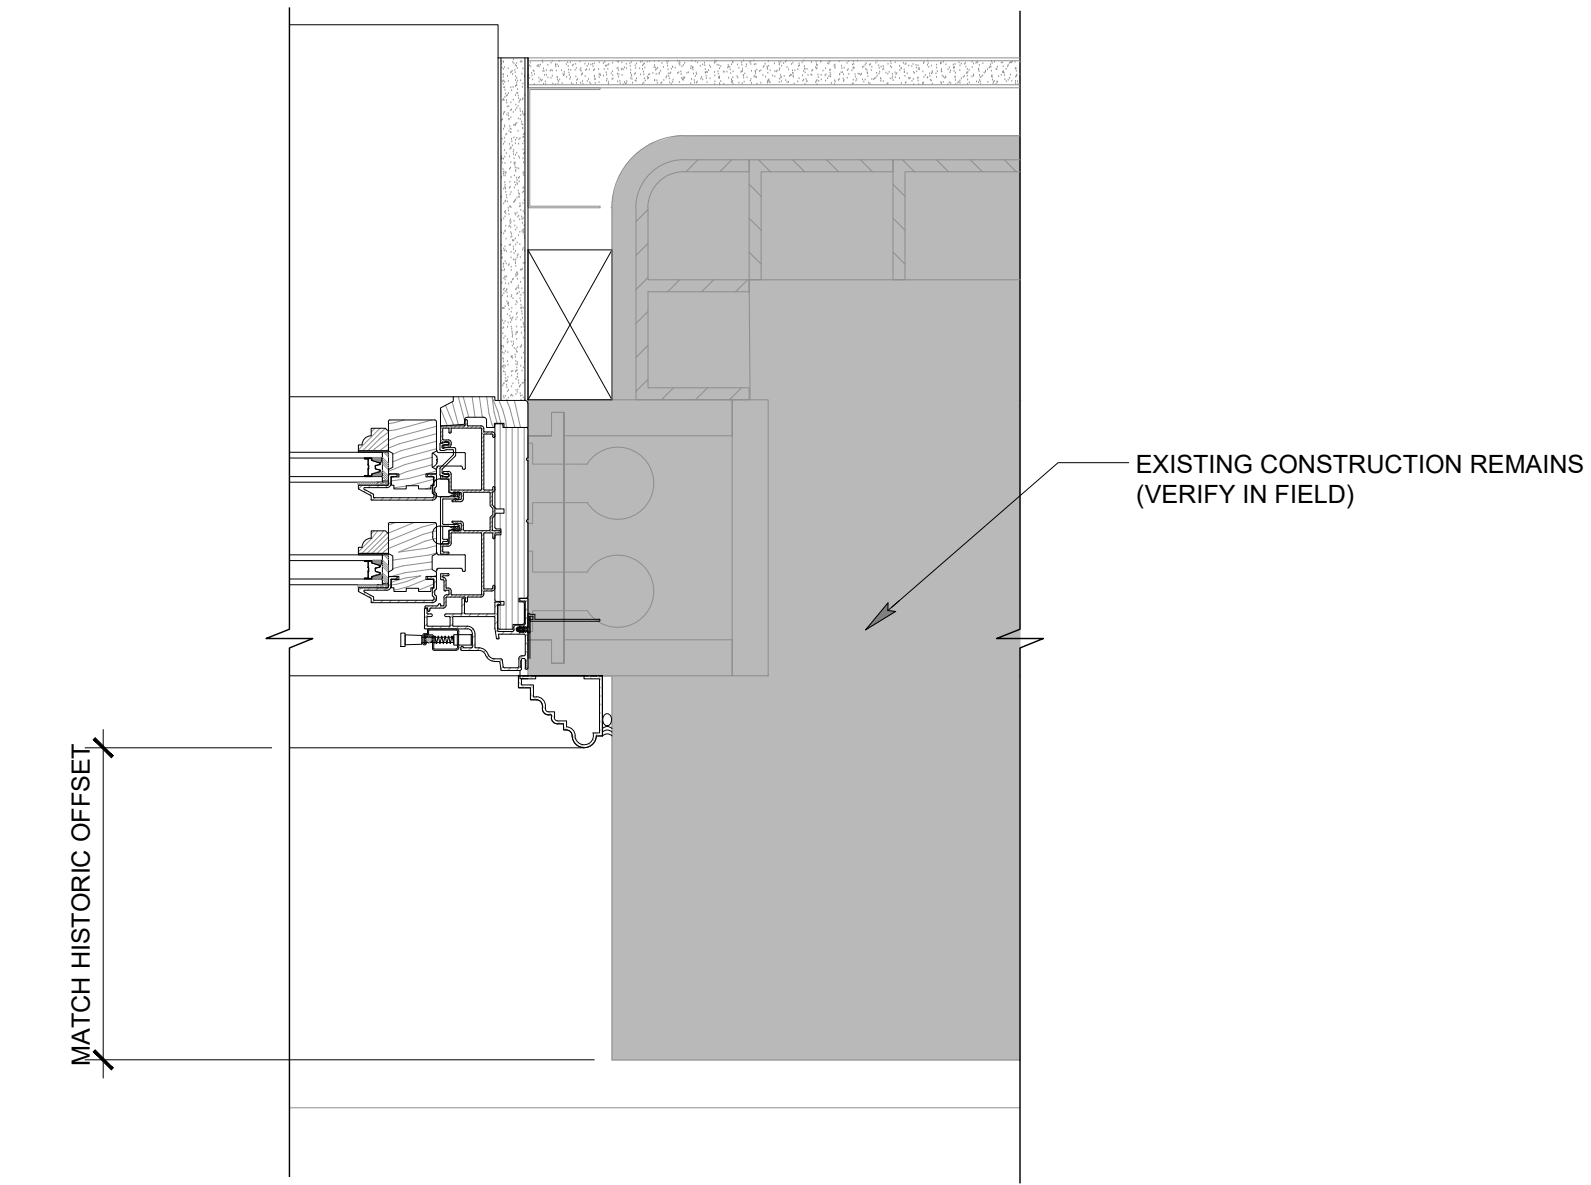 EXISTING CONSTRUCTION REMAINS
(VERIFY IN FIELD)
MATCH HISTORIC OFFSET